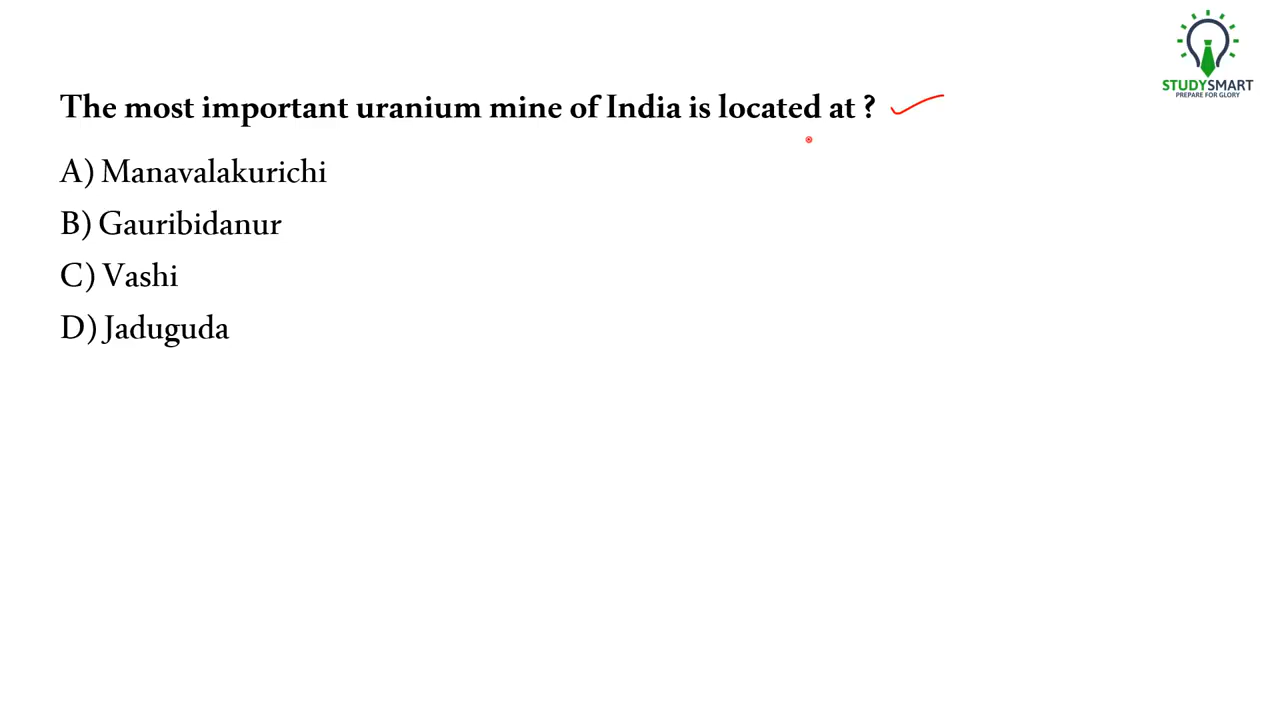 STUDYSMART
PREPARE FOR GLORY
The most important uranium mine of India is located at ?
A) Manavalakurichi
B) Gauribidanur
C) Vashi
D) Jaduguda